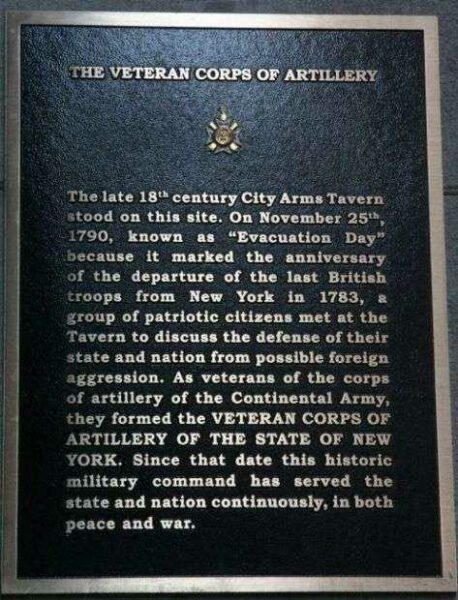 THE VETERAN CORPS OF ARTILLERY
The late 18th century City Arms Tavern
stood on this site. On November 25th,
1790, known as “Evacuation Day”
because it marked the anniversary
of the departure of the last British
troops from New York in 1783, a
group of patriotic citizens met at the
Tavern to discuss the defense of their
state and nation from possible foreign
aggression. As veterans of the corps
of artillery of the Continental Army,
they formed the VETERAN CORPS OF
ARTILLERY OF THE STATE OF NEW
YORK. Since that date this historic
military command has served the
state and nation continuously, in both
peace and war.